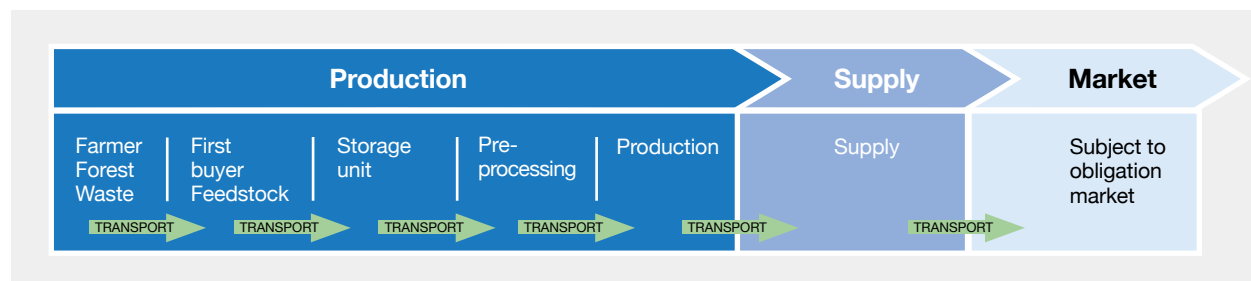 Production
Supply
Market
Farmer
Forest
Waste
First
buyer
Feedstock
Storage
unit
Pre-
processing
Production
Supply
Subject to
obligation
market
TRANSPORT
TRANSPORT
TRANSPORT
TRANSPORT
TRANSPORT
TRANSPORT